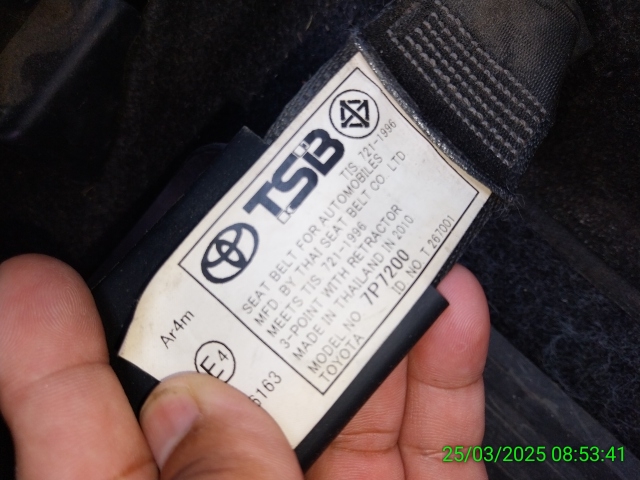 TSB
TIS 721-1996
SEAT BELT FOR AUTOMOBILES
MFD. BY THAI SEAT BELT CO. LTD
MEETS TIS 721-1996
3-POINT WITH RETRACTOR
MADE IN THAILAND IN 2010
MODEL NO 7P7200
TOYOTA ID NO. T 267001
Ar4m
E4
6163
25/03/2025 08:53:41